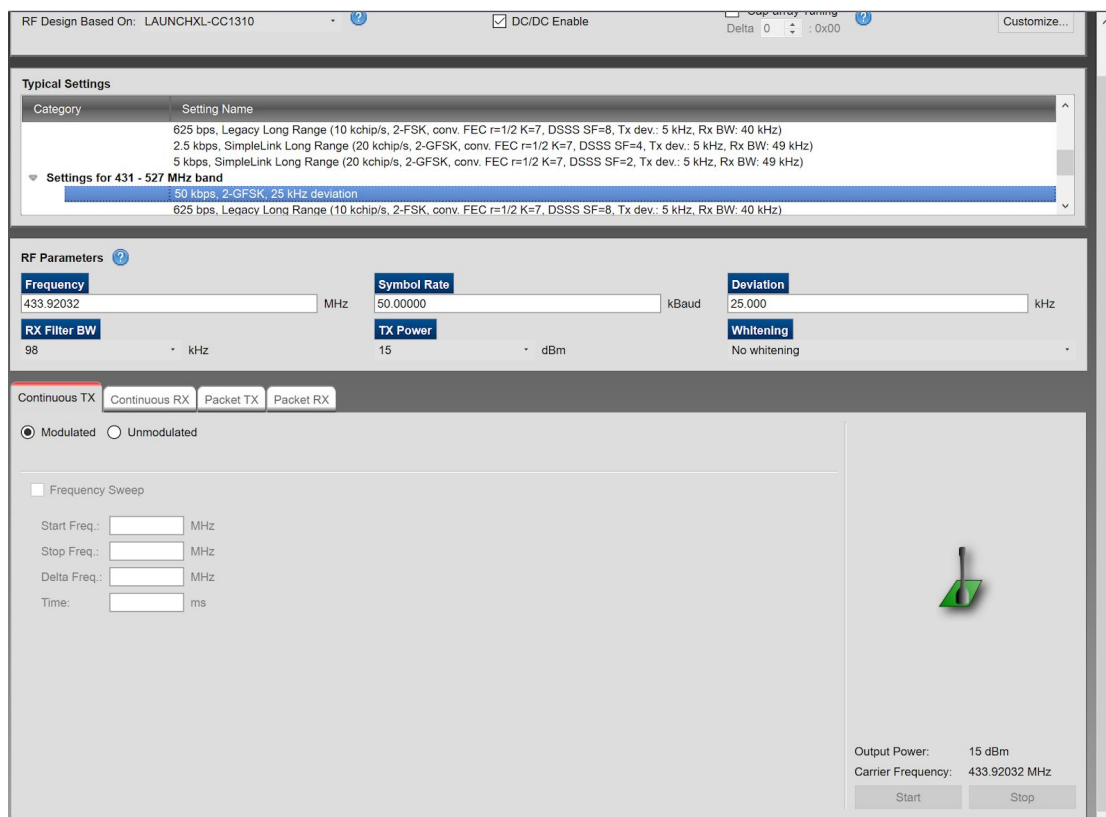 RF Design Based On: LAUNCHXL-CC1310 ? DC/DC Enable Cap array Tuning ? Customize...
Delta 0 : 0x00
Typical Settings
Category Setting Name
625 bps, Legacy Long Range (10 kchip/s, 2-FSK, conv. FEC r=1/2 K=7, DSSS SF=8, Tx dev.: 5 kHz, Rx BW: 40 kHz)
2.5 kbps, SimpleLink Long Range (20 kchip/s, 2-GFSK, conv. FEC r=1/2 K=7, DSSS SF=4, Tx dev.: 5 kHz, Rx BW: 49 kHz)
5 kbps, SimpleLink Long Range (20 kchip/s, 2-GFSK, conv. FEC r=1/2 K=7, DSSS SF=2, Tx dev.: 5 kHz, Rx BW: 49 kHz)
Settings for 431 - 527 MHz band
50 kbps, 2-GFSK, 25 kHz deviation
625 bps, Legacy Long Range (10 kchip/s, 2-FSK, conv. FEC r=1/2 K=7, DSSS SF=8, Tx dev.: 5 kHz, Rx BW: 40 kHz)
RF Parameters ?
Frequency Symbol Rate Deviation
433.92032 MHz 50.00000 kBaud 25.000 kHz
RX Filter BW TX Power Whitening
98 kHz 15 dBm No whitening
Continuous TX Continuous RX Packet TX Packet RX
Modulated Unmodulated
Frequency Sweep
Start Freq.: MHz
Stop Freq.: MHz
Delta Freq.: MHz
Time: ms
Output Power: 15 dBm
Carrier Frequency: 433.92032 MHz
Start Stop